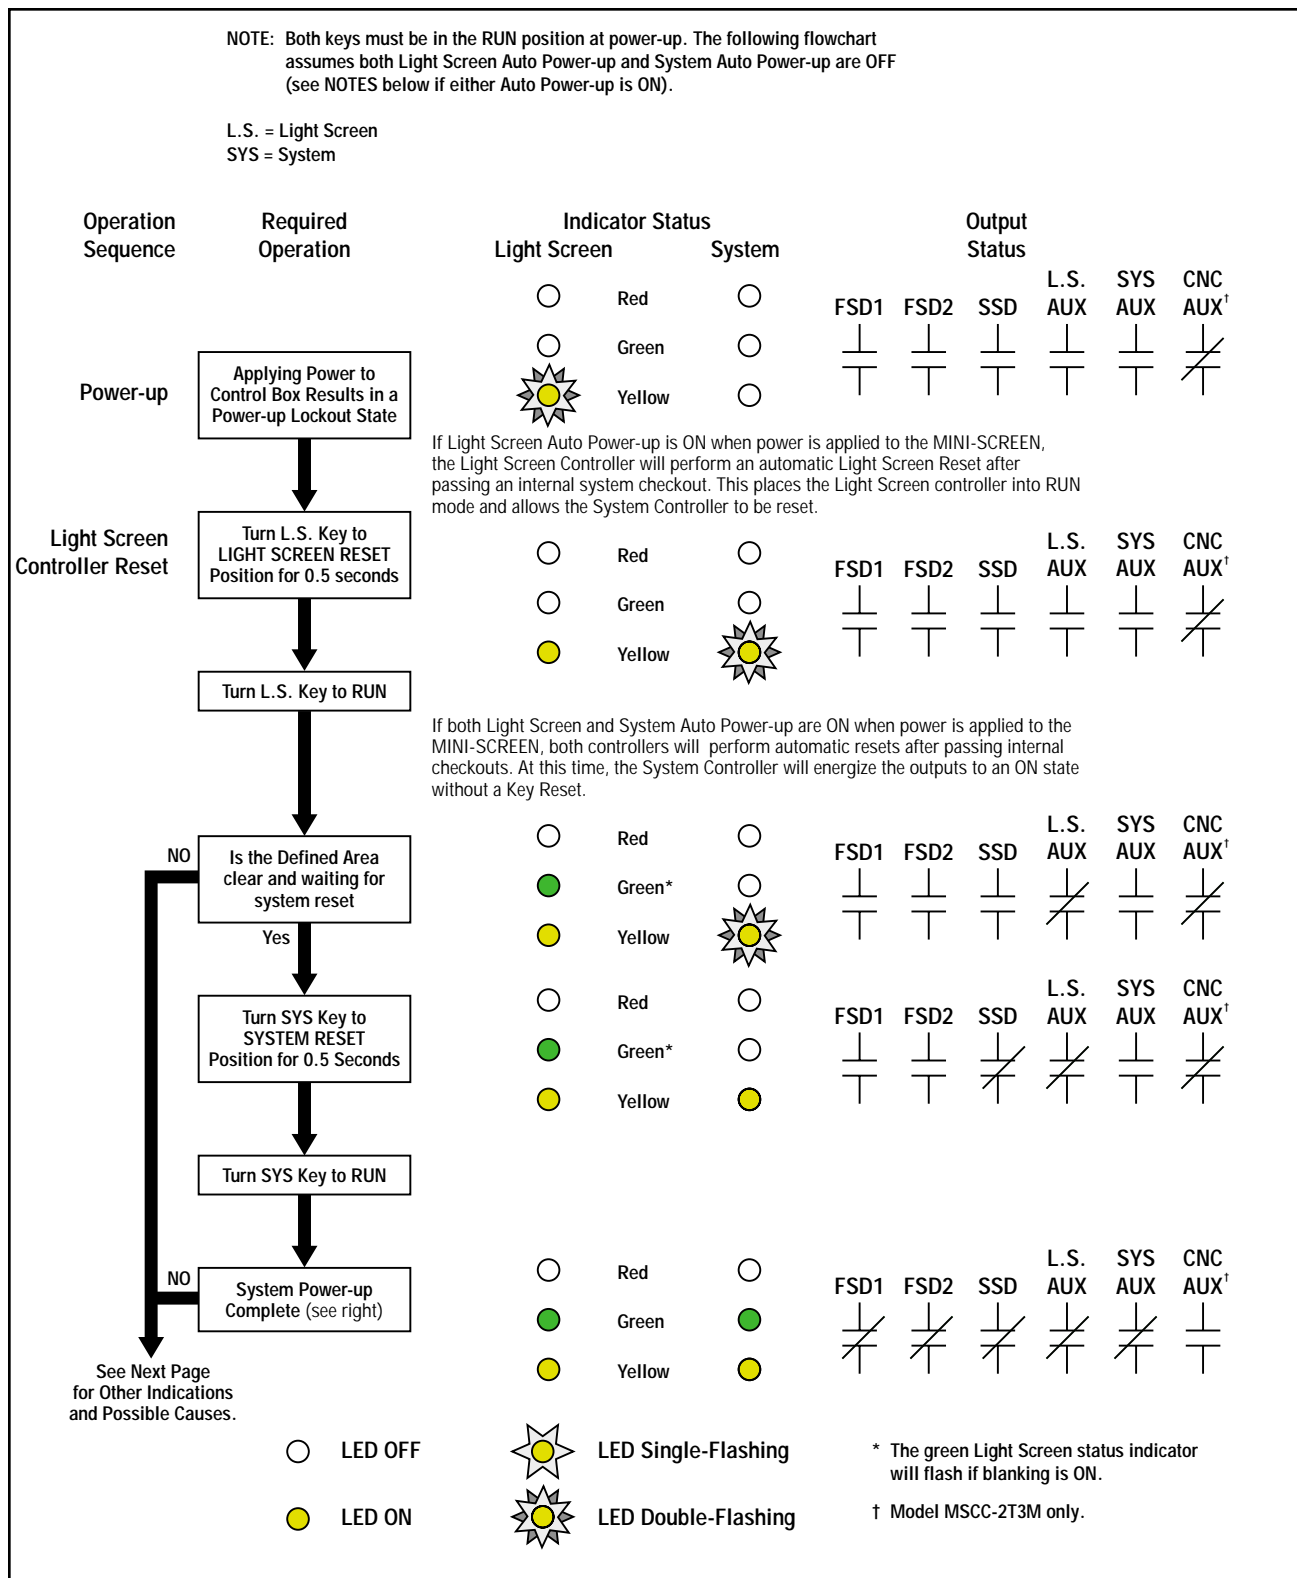 NOTE: Both keys must be in the RUN position at power-up. The following flowchart
assumes both Light Screen Auto Power-up and System Auto Power-up are OFF
(see NOTES below if either Auto Power-up is ON).
L.S. = Light Screen
SYS = System
Operation
Sequence
Required
Operation
Indicator Status
Light Screen
System
Output
Status
Power-up
Applying Power to
Control Box Results in a
Power-up Lockout State
Red
Green
Yellow
FSD1 FSD2 SSD L.S. AUX SYS AUX CNC AUX†
If Light Screen Auto Power-up is ON when power is applied to the MINI-SCREEN,
the Light Screen Controller will perform an automatic Light Screen Reset after
passing an internal system checkout. This places the Light Screen controller into RUN
mode and allows the System Controller to be reset.
Light Screen
Controller Reset
Turn L.S. Key to
LIGHT SCREEN RESET
Position for 0.5 seconds
Red
Green
Yellow
FSD1 FSD2 SSD L.S. AUX SYS AUX CNC AUX†
Turn L.S. Key to RUN
If both Light Screen and System Auto Power-up are ON when power is applied to the
MINI-SCREEN, both controllers will perform automatic resets after passing internal
checkouts. At this time, the System Controller will energize the outputs to an ON state
without a Key Reset.
NO
Is the Defined Area
clear and waiting for
system reset
Yes
Red
Green*
Yellow
FSD1 FSD2 SSD L.S. AUX SYS AUX CNC AUX†
Turn SYS Key to
SYSTEM RESET
Position for 0.5 Seconds
Red
Green*
Yellow
FSD1 FSD2 SSD L.S. AUX SYS AUX CNC AUX†
Turn SYS Key to RUN
NO
System Power-up
Complete (see right)
Red
Green
Yellow
FSD1 FSD2 SSD L.S. AUX SYS AUX CNC AUX†
See Next Page
for Other Indications
and Possible Causes.
LED OFF
LED Single-Flashing
LED ON
LED Double-Flashing
* The green Light Screen status indicator
will flash if blanking is ON.
† Model MSCC-2T3M only.